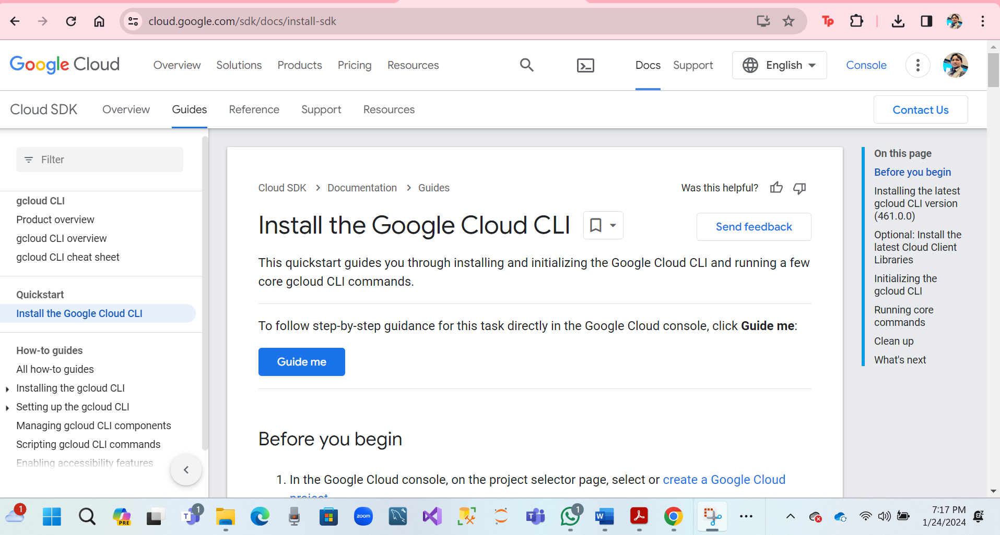 cloud.google.com/sdk/docs/install-sdk
Tp
Google Cloud
Overview
Solutions
Products
Pricing
Resources
Docs
Support
English
Console
Cloud SDK
Overview
Guides
Reference
Support
Resources
Contact Us
Filter
gcloud CLI
Product overview
gcloud CLI overview
gcloud CLI cheat sheet
Quickstart
Install the Google Cloud CLI
How-to guides
All how-to guides
Installing the gcloud CLI
Setting up the gcloud CLI
Managing gcloud CLI components
Scripting gcloud CLI commands
Enabling accessibility features
Cloud SDK > Documentation > Guides
Was this helpful?
Install the Google Cloud CLI
Send feedback
This quickstart guides you through installing and initializing the Google Cloud CLI and running a few
core gcloud CLI commands.
To follow step-by-step guidance for this task directly in the Google Cloud console, click Guide me:
Guide me
Before you begin
1. In the Google Cloud console, on the project selector page, select or create a Google Cloud
project
On this page
Before you begin
Installing the latest
gcloud CLI version
(461.0.0)
Optional: Install the
latest Cloud Client
Libraries
Initializing the
gcloud CLI
Running core
commands
Clean up
What's next
1
PRE
T
1
zoom
T
1
W
7:17 PM
1/24/2024